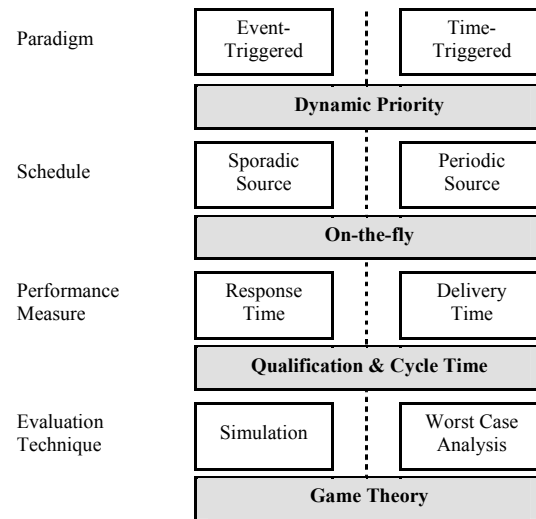 Paradigm
Event-
Triggered
Time-
Triggered
Dynamic Priority
Schedule
Sporadic
Source
Periodic
Source
On-the-fly
Performance
Measure
Response
Time
Delivery
Time
Qualification & Cycle Time
Evaluation
Technique
Simulation
Worst Case
Analysis
Game Theory